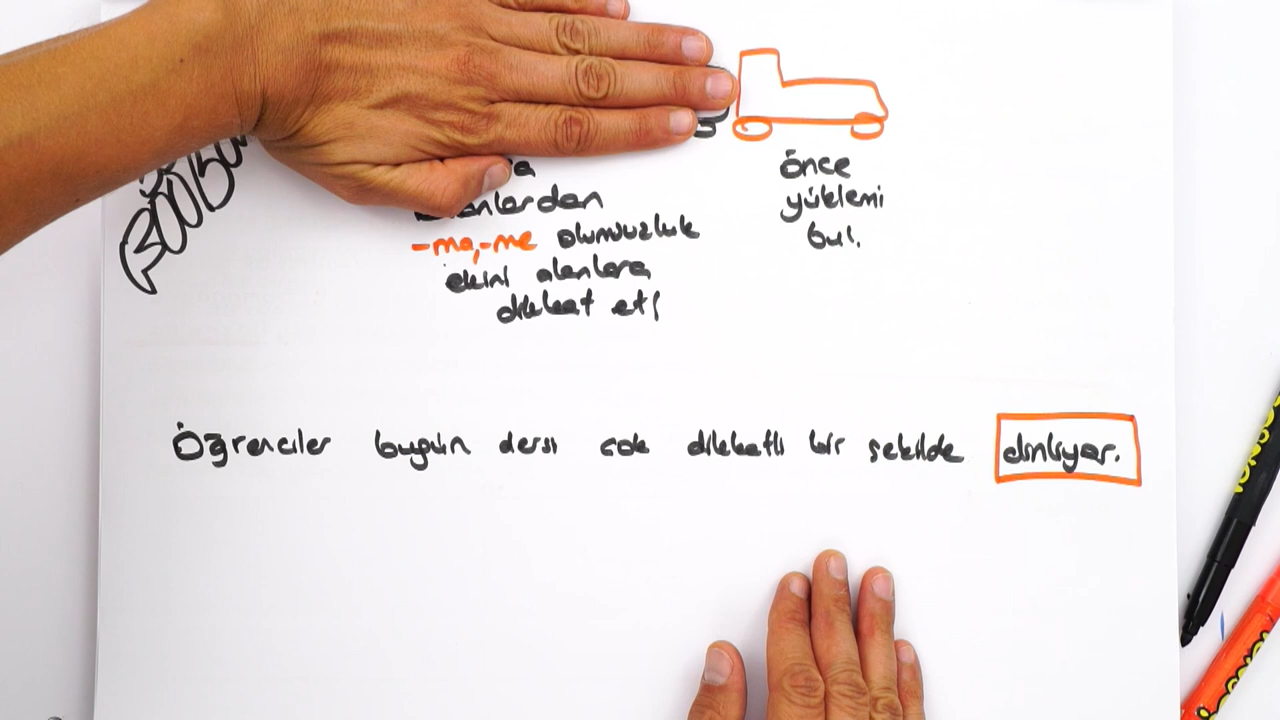 önce
yüklemi
bul.
-ma,-me olumsuzluk
ekini alanlara
dikkat et!
Öğrenciler bugün dersi çok dikkatli bir şekilde dinliyor.